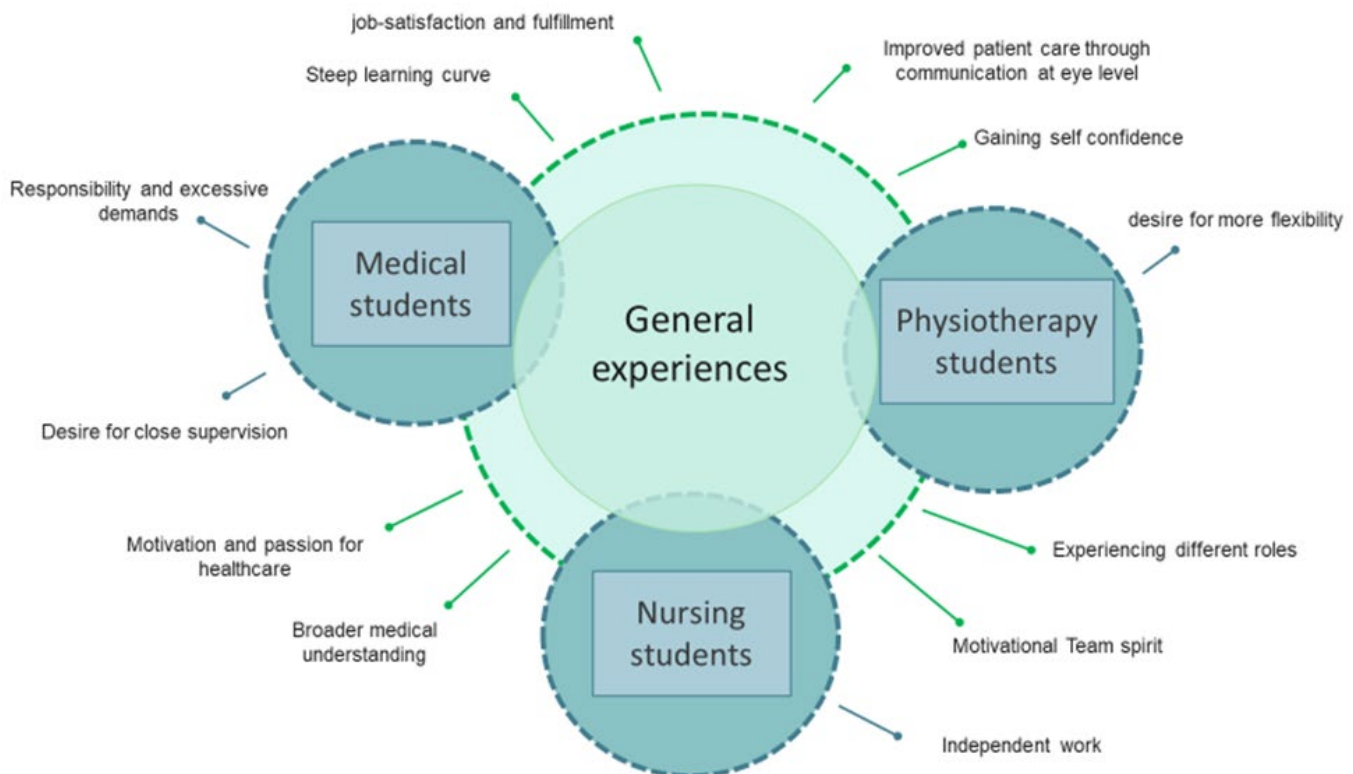 job-satisfaction and fulfillment
Steep learning curve
Improved patient care through
communication at eye level
Gaining self confidence
Responsibility and excessive
demands
desire for more flexibility
Medical
students
General
experiences
Physiotherapy
students
Desire for close supervision
Motivation and passion for
healthcare
Experiencing different roles
Broader medical
understanding
Nursing
students
Motivational Team spirit
Independent work